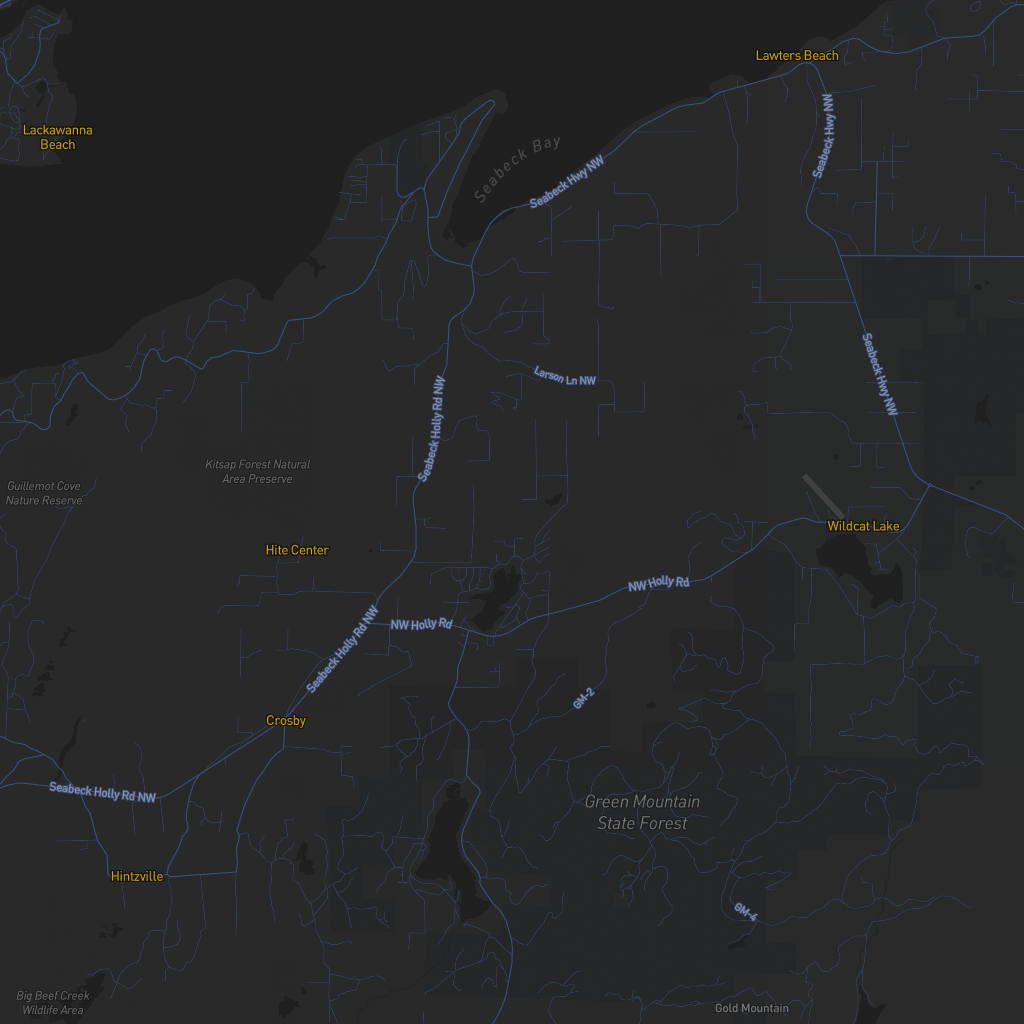 Lawters Beach
Lackawanna
Beach
Seabeck Bay
Seabeck Hwy NW
Seabeck Hwy NW
Seabeck Hwy NW
Larson Ln NW
Seabeck Holly Rd NW
Kitsap Forest Natural
Area Preserve
Guillemot Cove
Nature Reserve
Wildcat Lake
Hite Center
NW Holly Rd
NW Holly Rd
Seabeck Holly Rd NW
GM-2
Crosby
Seabeck Holly Rd NW
Green Mountain
State Forest
Hintzville
GM-4
Big Beef Creek
Wildlife Area
Gold Mountain